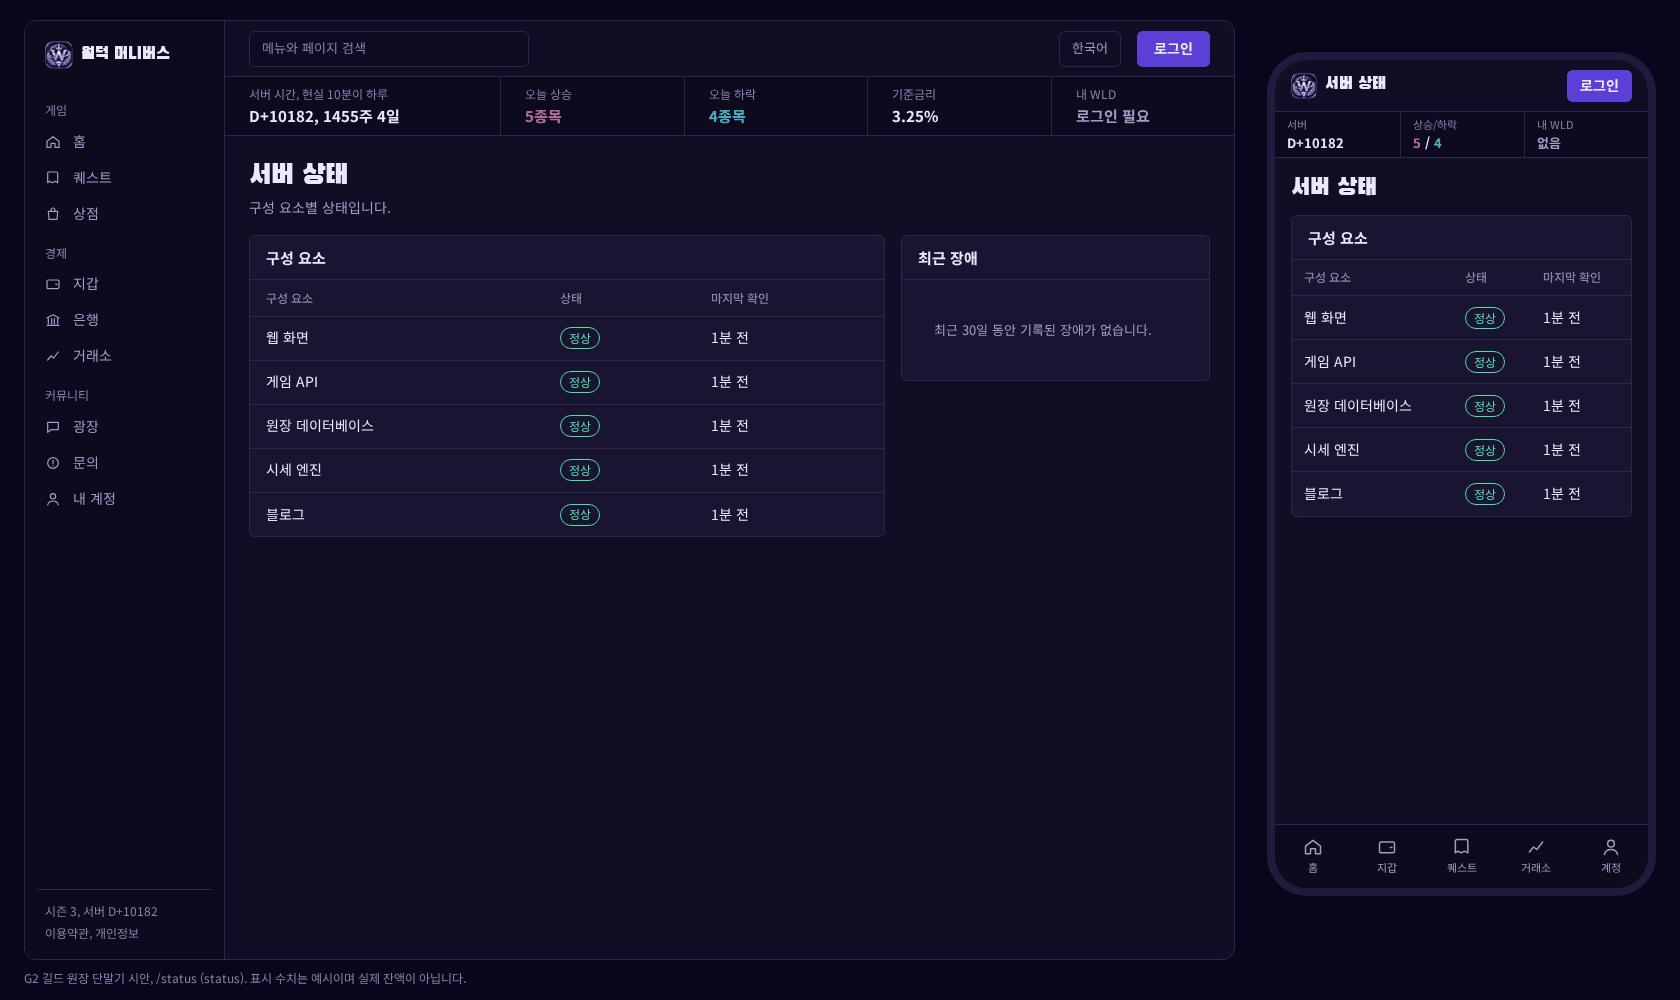 월덕 머니버스
게임
홈
퀘스트
상점
경제
지갑
은행
거래소
커뮤니티
광장
문의
내 계정
시즌 3, 서버 D+10182
이용약관, 개인정보
메뉴와 페이지 검색
한국어
로그인
서버 시간, 현실 10분이 하루
D+10182, 1455주 4일
오늘 상승
5종목
오늘 하락
4종목
기준금리
3.25%
내 WLD
로그인 필요
서버 상태
구성 요소별 상태입니다.
구성 요소
구성 요소 상태 마지막 확인
웹 화면 정상 1분 전
게임 API 정상 1분 전
원장 데이터베이스 정상 1분 전
시세 엔진 정상 1분 전
블로그 정상 1분 전
최근 장애
최근 30일 동안 기록된 장애가 없습니다.
서버 상태
로그인
서버
D+10182
상승/하락
5 / 4
내 WLD
없음
서버 상태
구성 요소
구성 요소 상태 마지막 확인
웹 화면 정상 1분 전
게임 API 정상 1분 전
원장 데이터베이스 정상 1분 전
시세 엔진 정상 1분 전
블로그 정상 1분 전
홈
지갑
퀘스트
거래소
계정
G2 길드 원장 단말기 시안, /status (status). 표시 수치는 예시이며 실제 잔액이 아닙니다.